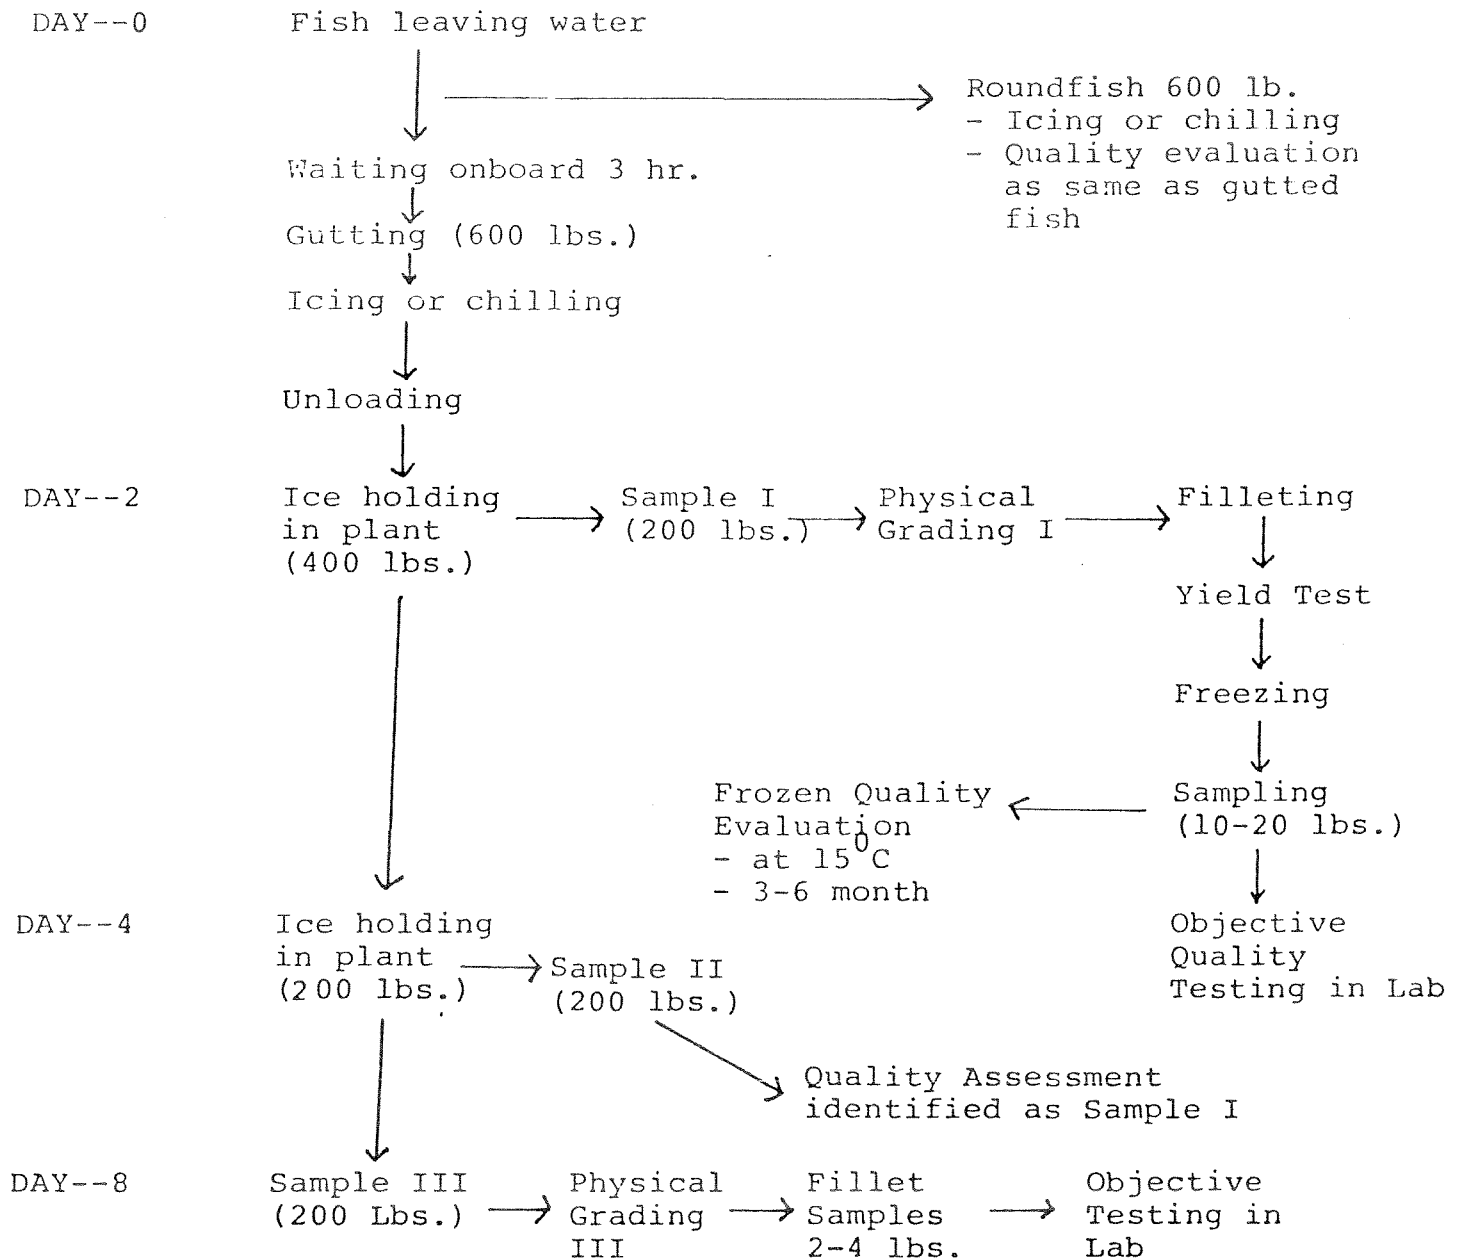 DAY--0 Fish leaving water
Roundfish 600 lb.
- Icing or chilling
- Quality evaluation
as same as gutted
fish
Waiting onboard 3 hr.
Gutting (600 lbs.)
Icing or chilling
Unloading
DAY--2
Ice holding
in plant
(400 lbs.)
Sample I
(200 lbs.)
Physical
Grading I
Filleting
Yield Test
Freezing
Sampling
(10-20 lbs.)
Frozen Quality
Evaluation
- at 15⁰C
- 3-6 month
Objective
Quality
Testing in Lab
DAY--4
Ice holding
in plant
(200 lbs.)
Sample II
(200 lbs.)
Quality Assessment
identified as Sample I
DAY--8
Sample III
(200 Lbs.)
Physical
Grading
III
Fillet
Samples
2-4 lbs.
Objective
Testing in
Lab